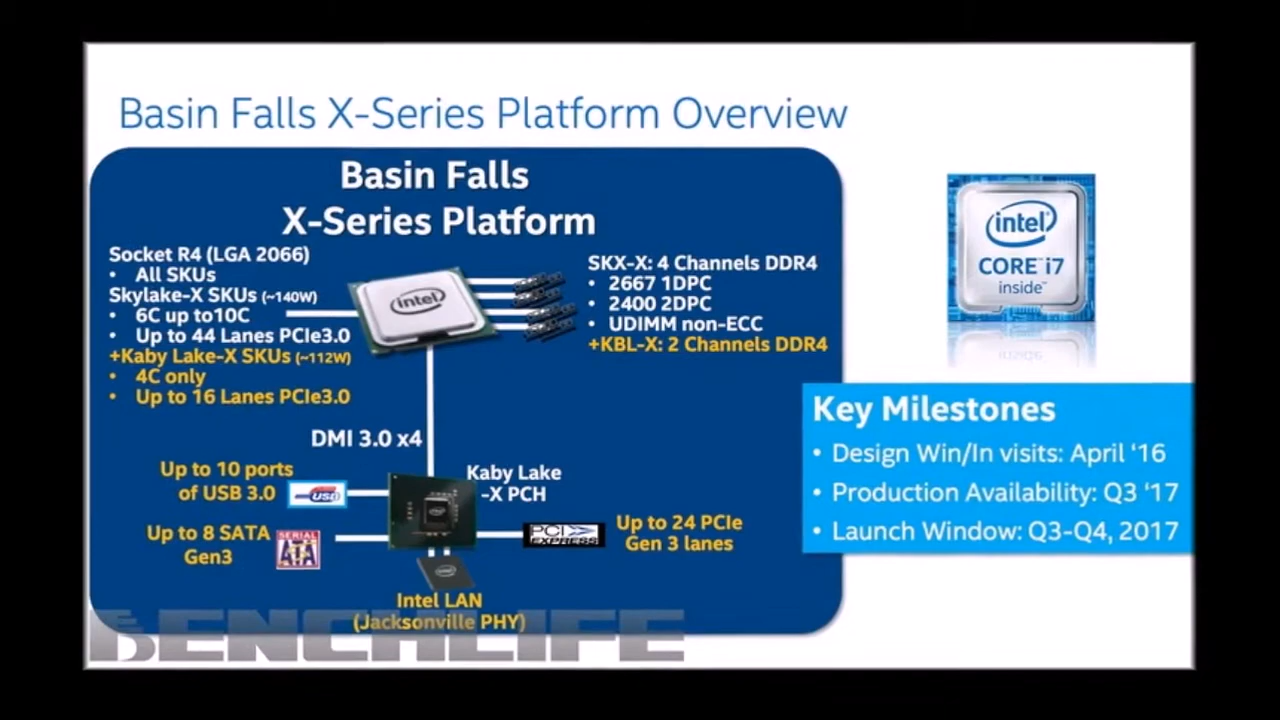 Basin Falls X-Series Platform Overview
Basin Falls
X-Series Platform
Socket R4 (LGA 2066)
• All SKUs
Skylake-X SKUs (~140W)
• 6C up to10C
• Up to 44 Lanes PCIe3.0
+Kaby Lake-X SKUs (~112W)
• 4C only
• Up to 16 Lanes PCIe3.0
intel
SKX-X: 4 Channels DDR4
• 2667 1DPC
• 2400 2DPC
• UDIMM non-ECC
+KBL-X: 2 Channels DDR4
DMI 3.0 x4
Up to 10 ports
of USB 3.0
USB
Kaby Lake
-X PCH
intel
Up to 8 SATA
Gen3
SERIAL
ATA
PCI
EXPRESS
Up to 24 PCIe
Gen 3 lanes
intel
Intel LAN
(Jacksonville PHY)
BENCHLIFE
intel
CORE™ i7
inside™
Key Milestones
• Design Win/In visits: April ‘16
• Production Availability: Q3 ‘17
• Launch Window: Q3-Q4, 2017